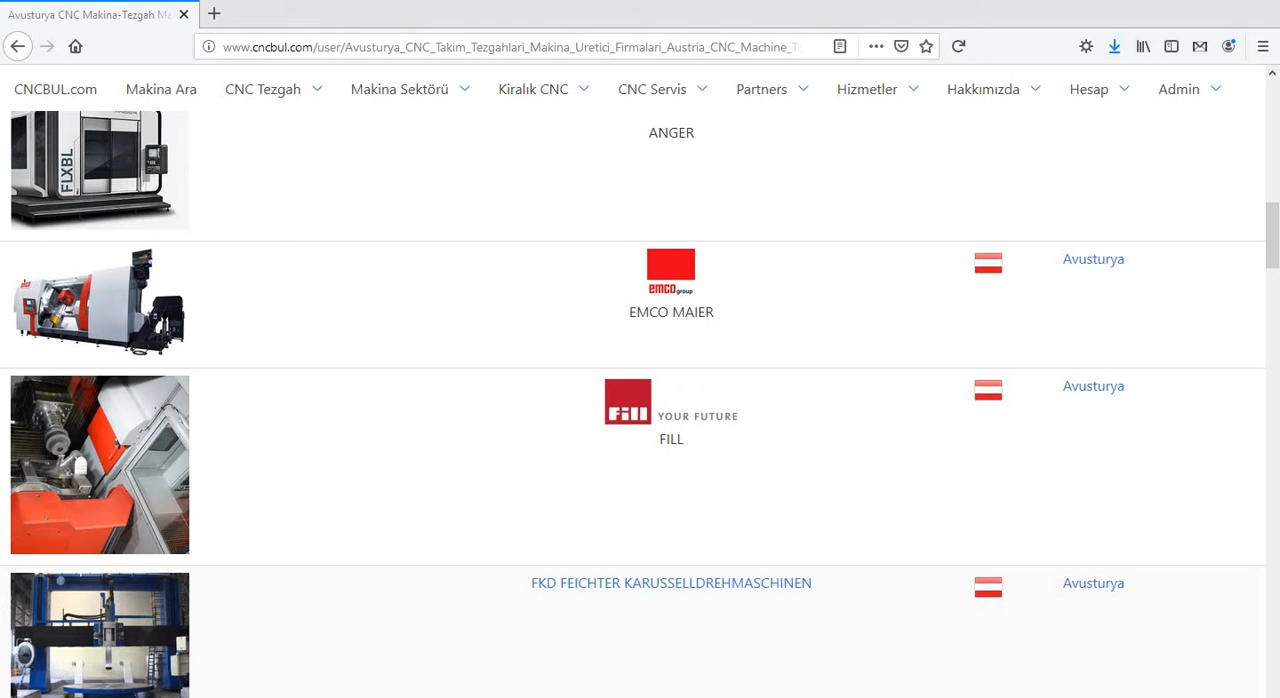 Avusturya CNC Makina-Tezgah Ma
www.cncbul.com/user/Avusturya_CNC_Takim_Tezgahlari_Makina_Uretici_Firmalari_Austria_CNC_Machine_T
CNCBUL.com Makina Ara CNC Tezgah Makina Sektörü Kiralık CNC CNC Servis Partners Hizmetler Hakkımızda Hesap Admin
FLXBL
ANGER
emco group
EMCO MAIER
Avusturya
Fill YOUR FUTURE
FILL
Avusturya
FKD FEICHTER KARUSSELLDREHMASCHINEN
Avusturya